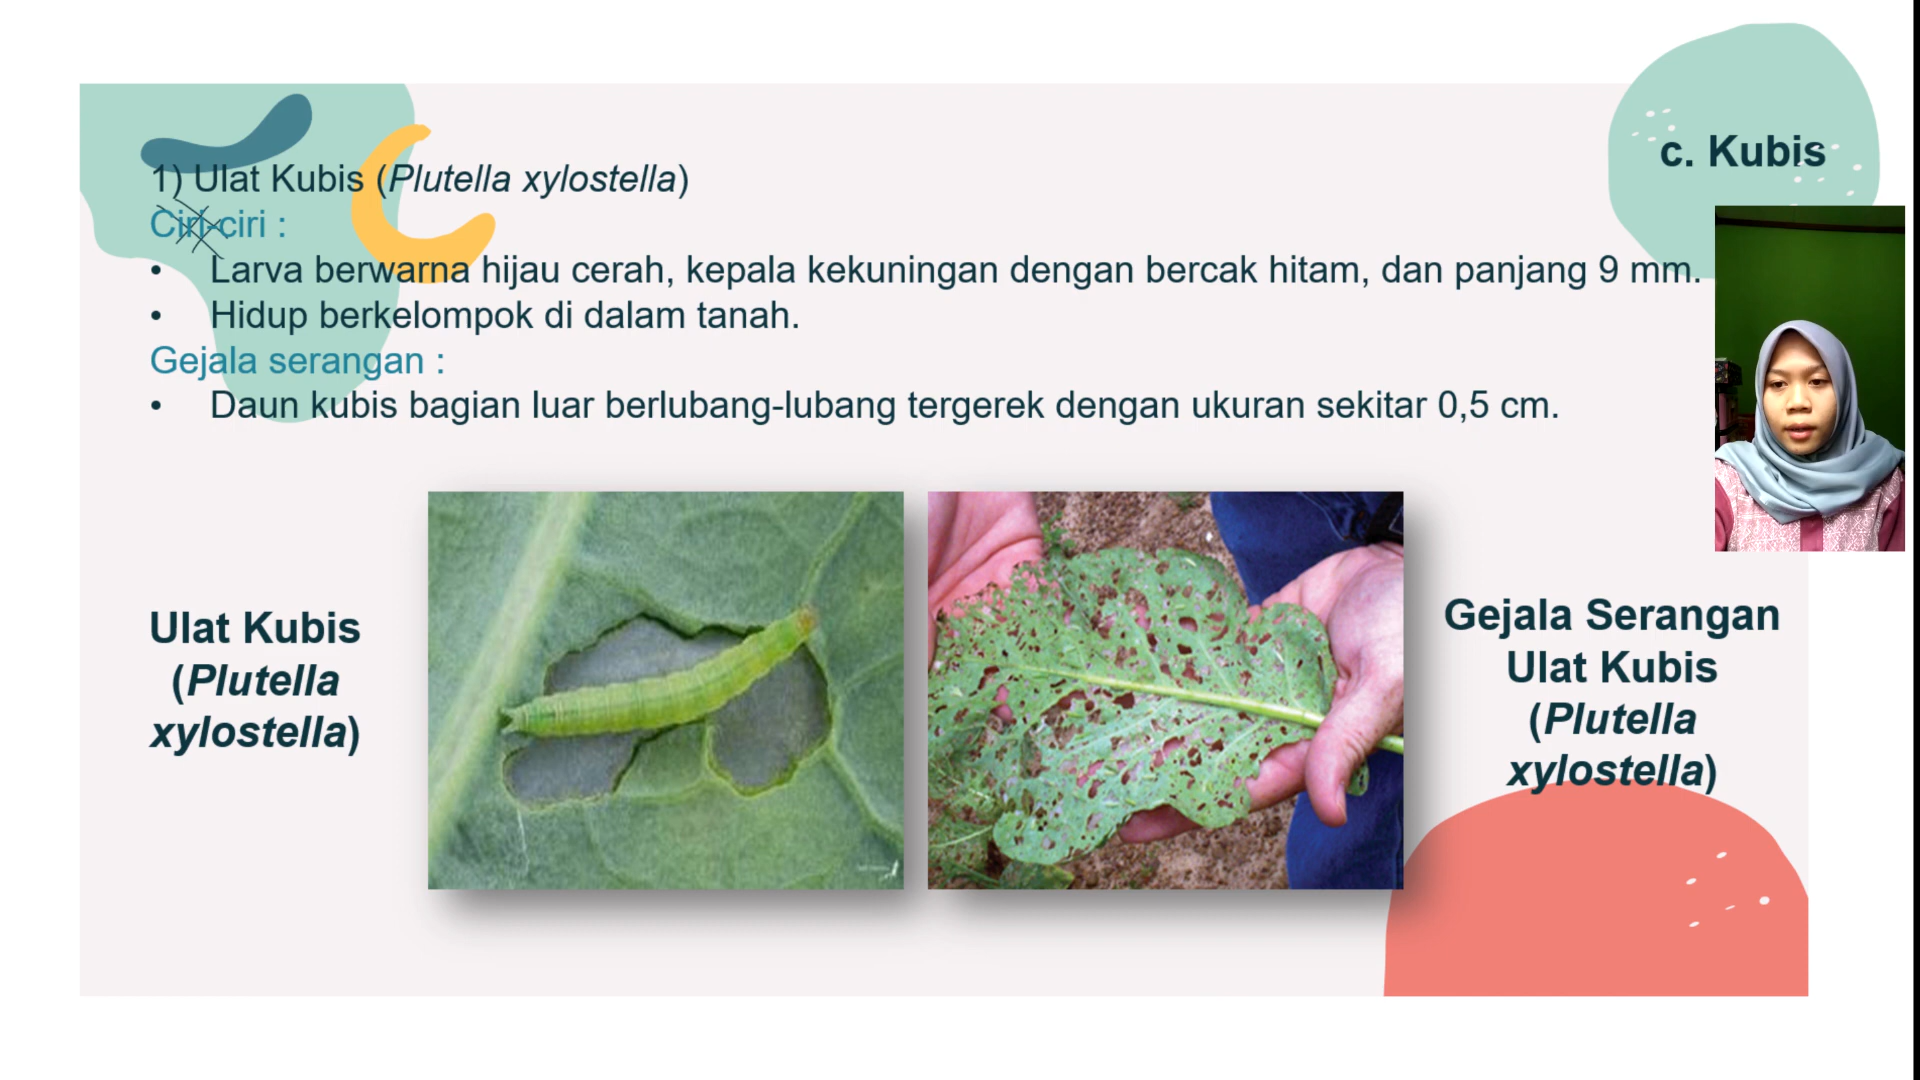 c. Kubis
1) Ulat Kubis (Plutella xylostella)
Ciri-ciri :
• Larva berwarna hijau cerah, kepala kekuningan dengan bercak hitam, dan panjang 9 mm.
• Hidup berkelompok di dalam tanah.
Gejala serangan :
• Daun kubis bagian luar berlubang-lubang tergerek dengan ukuran sekitar 0,5 cm.
Ulat Kubis
(Plutella
xylostella)
Gejala Serangan
Ulat Kubis
(Plutella
xylostella)